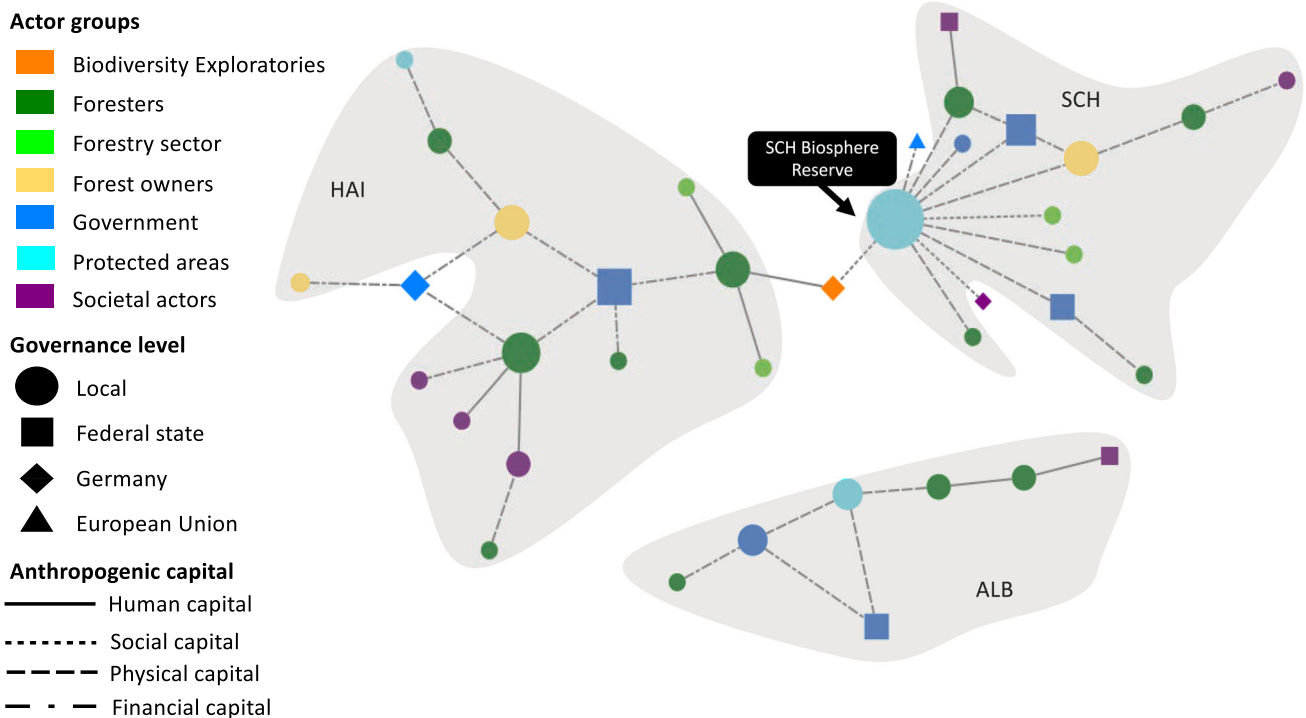 Actor groups
Biodiversity Exploratories
Foresters
Forestry sector
Forest owners
Government
Protected areas
Societal actors
Governance level
Local
Federal state
Germany
European Union
Anthropogenic capital
Human capital
Social capital
Physical capital
Financial capital
HAI
SCH Biosphere
Reserve
SCH
ALB